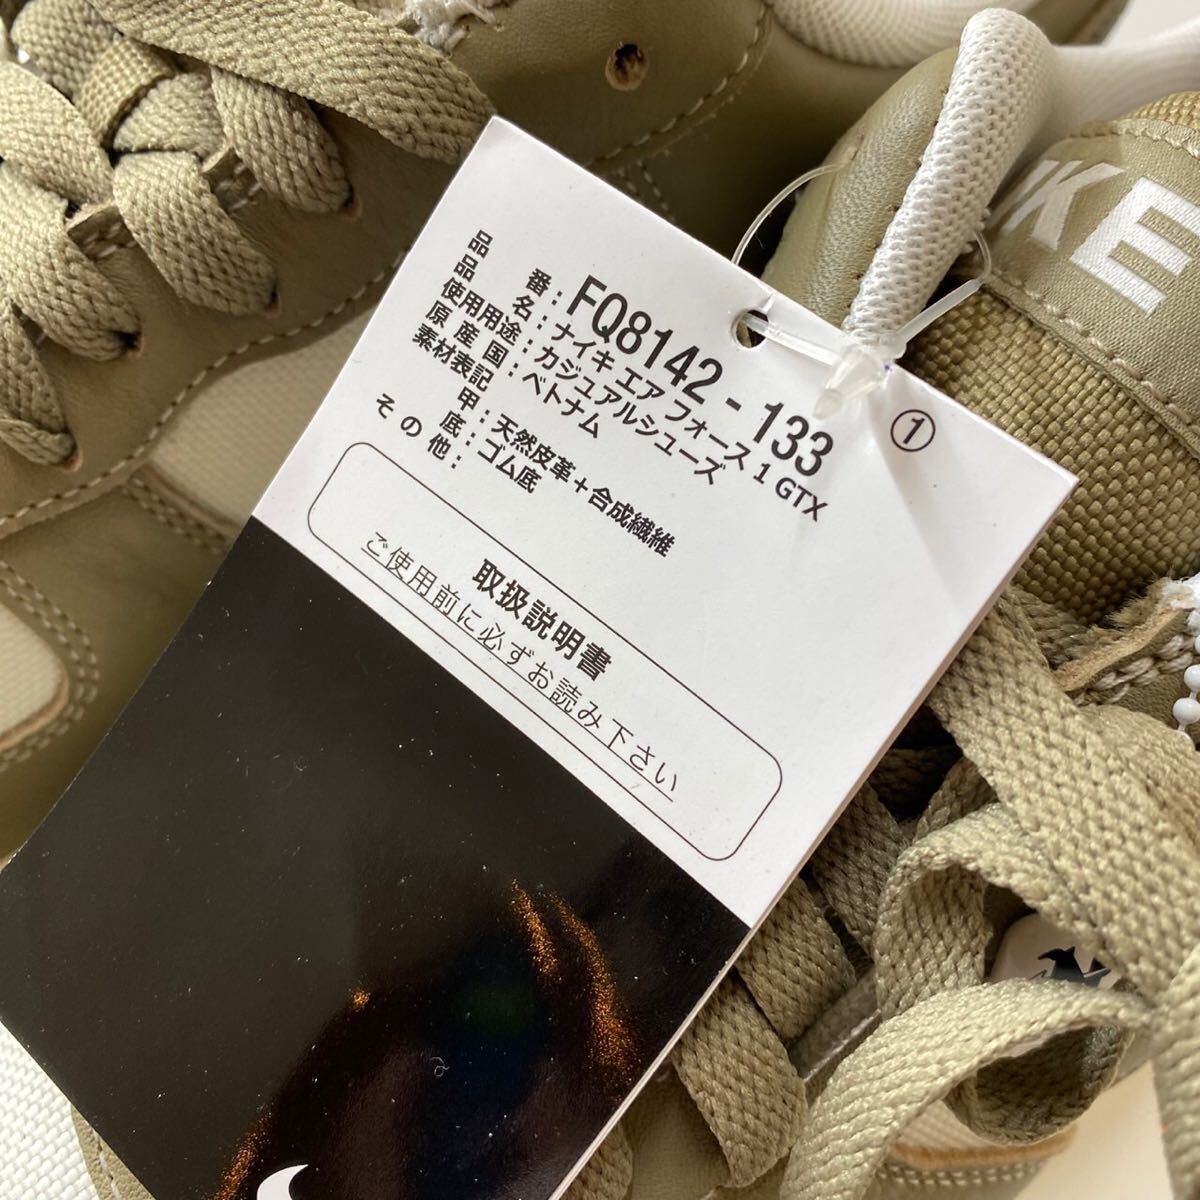 品番：FQ8142 - 133
品名：ナイキ エア フォース 1 GTX
使用用途：カジュアルシューズ
原産国：ベトナム
素材表記
甲：天然皮革＋合成繊維
底：ゴム底
その他：
①
取扱説明書
ご使用前に必ずお読み下さい
IKE